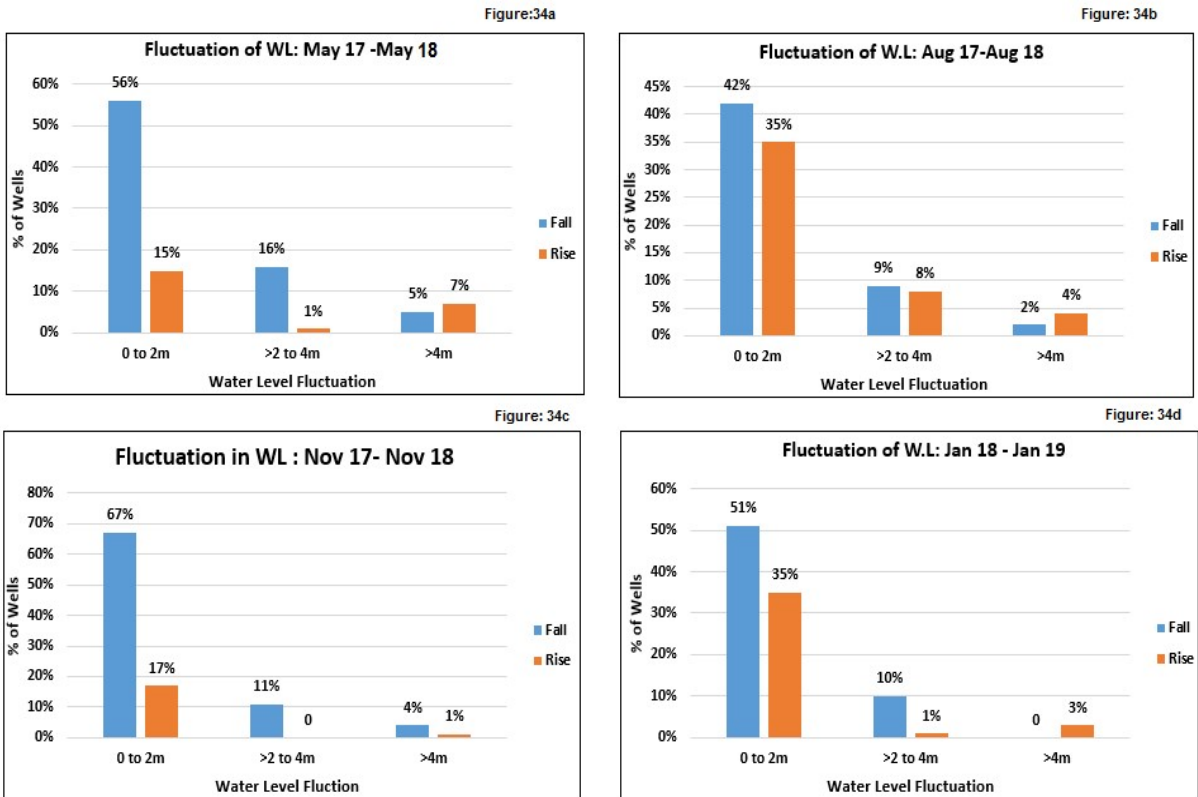 Figure:34a
Fluctuation of WL: May 17 -May 18
60%
50%
40%
30%
20%
10%
0%
% of Wells
56%
15%
16%
1%
5%
7%
0 to 2m >2 to 4m >4m
Water Level Fluctuation
Fall
Rise
Figure: 34b
Fluctuation of W.L: Aug 17-Aug 18
45%
40%
35%
30%
25%
20%
15%
10%
5%
0%
% of Wells
42%
35%
9%
8%
2%
4%
0 to 2m >2 to 4m >4m
Water Level Fluctuation
Fall
Rise
Figure: 34c
Fluctuation in WL : Nov 17- Nov 18
80%
70%
60%
50%
40%
30%
20%
10%
0%
% of Wells
67%
17%
11%
0
4%
1%
0 to 2m >2 to 4m >4m
Water Level Fluction
Fall
Rise
Figure: 34d
Fluctuation of W.L: Jan 18 - Jan 19
60%
50%
40%
30%
20%
10%
0%
% of Wells
51%
35%
10%
1%
0
3%
0 to 2m >2 to 4m >4m
Water Level Fluctuation
Fall
Rise